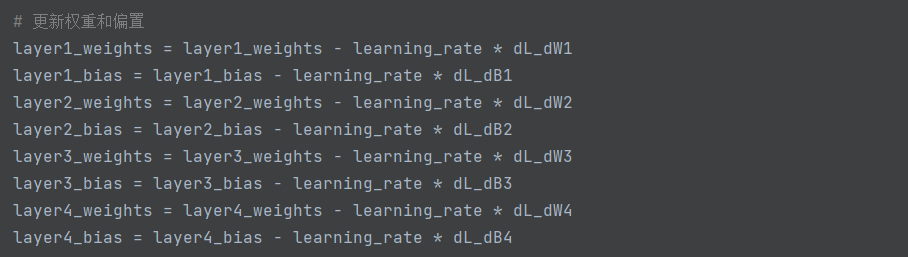 # 更新权重和偏置
layer1_weights = layer1_weights - learning_rate * dL_dW1
layer1_bias = layer1_bias - learning_rate * dL_dB1
layer2_weights = layer2_weights - learning_rate * dL_dW2
layer2_bias = layer2_bias - learning_rate * dL_dB2
layer3_weights = layer3_weights - learning_rate * dL_dW3
layer3_bias = layer3_bias - learning_rate * dL_dB3
layer4_weights = layer4_weights - learning_rate * dL_dW4
layer4_bias = layer4_bias - learning_rate * dL_dB4